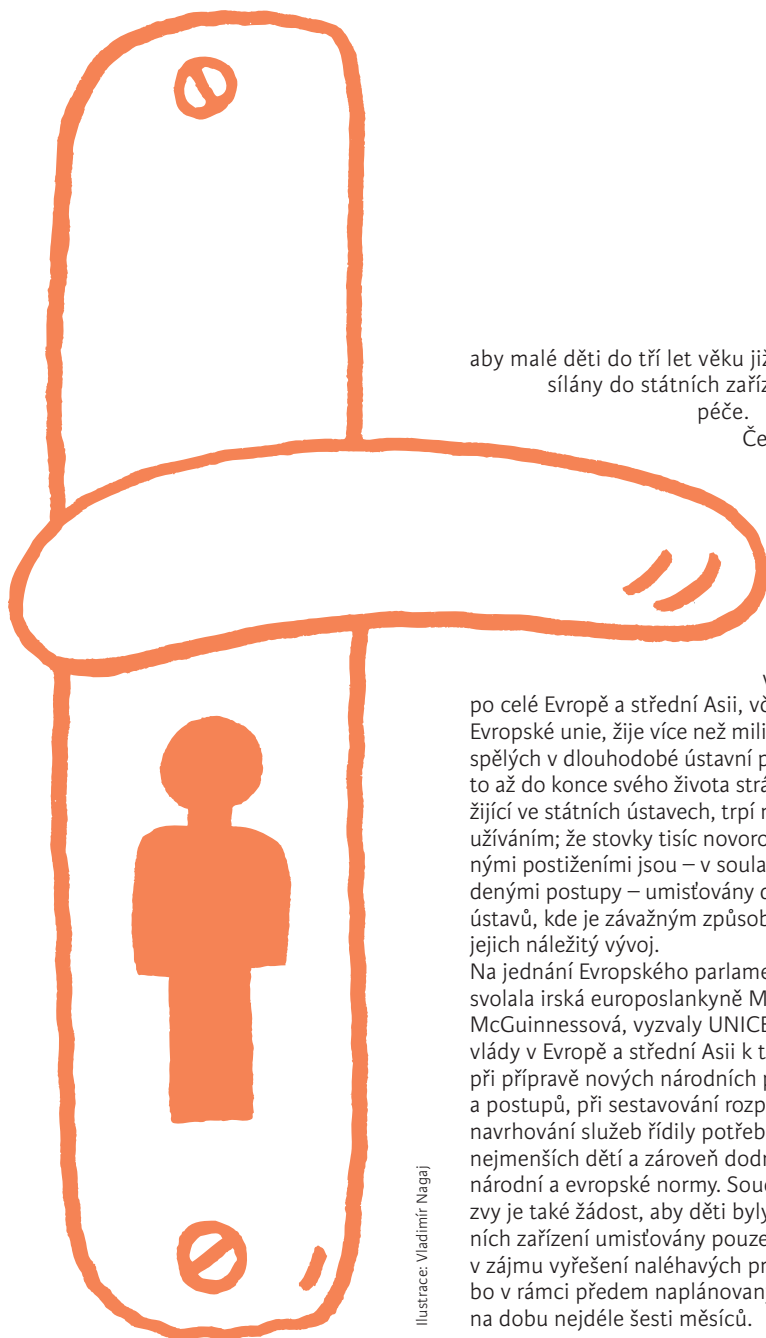 aby malé děti do tří let věku již
sílány do státních zaříz
péče.
Če
v
po celé Evropě a střední Asii, vč
Evropské unie, žije více než mili
spělých v dlouhodobé ústavní p
to až do konce svého života strá
žijící ve státních ústavech, trpí n
užíváním; že stovky tisíc novoro
nými postiženími jsou – v soula
denými postupy – umisťovány d
ústavů, kde je závažným způsob
jejich náležitý vývoj.
Na jednání Evropského parlame
svolala irská europoslankyně M
McGuinnessová, vyzvaly UNICE
vlády v Evropě a střední Asii k t
při přípravě nových národních p
a postupů, při sestavování rozp
navrhování služeb řídily potřeb
nejmenších dětí a zároveň dodr
národní a evropské normy. Souč
zvy je také žádost, aby děti byly
ních zařízení umisťovány pouze
v zájmu vyřešení naléhavých pr
bo v rámci předem naplánovan
na dobu nejdéle šesti měsíců.
Ilustrace: Vladimír Nagaj